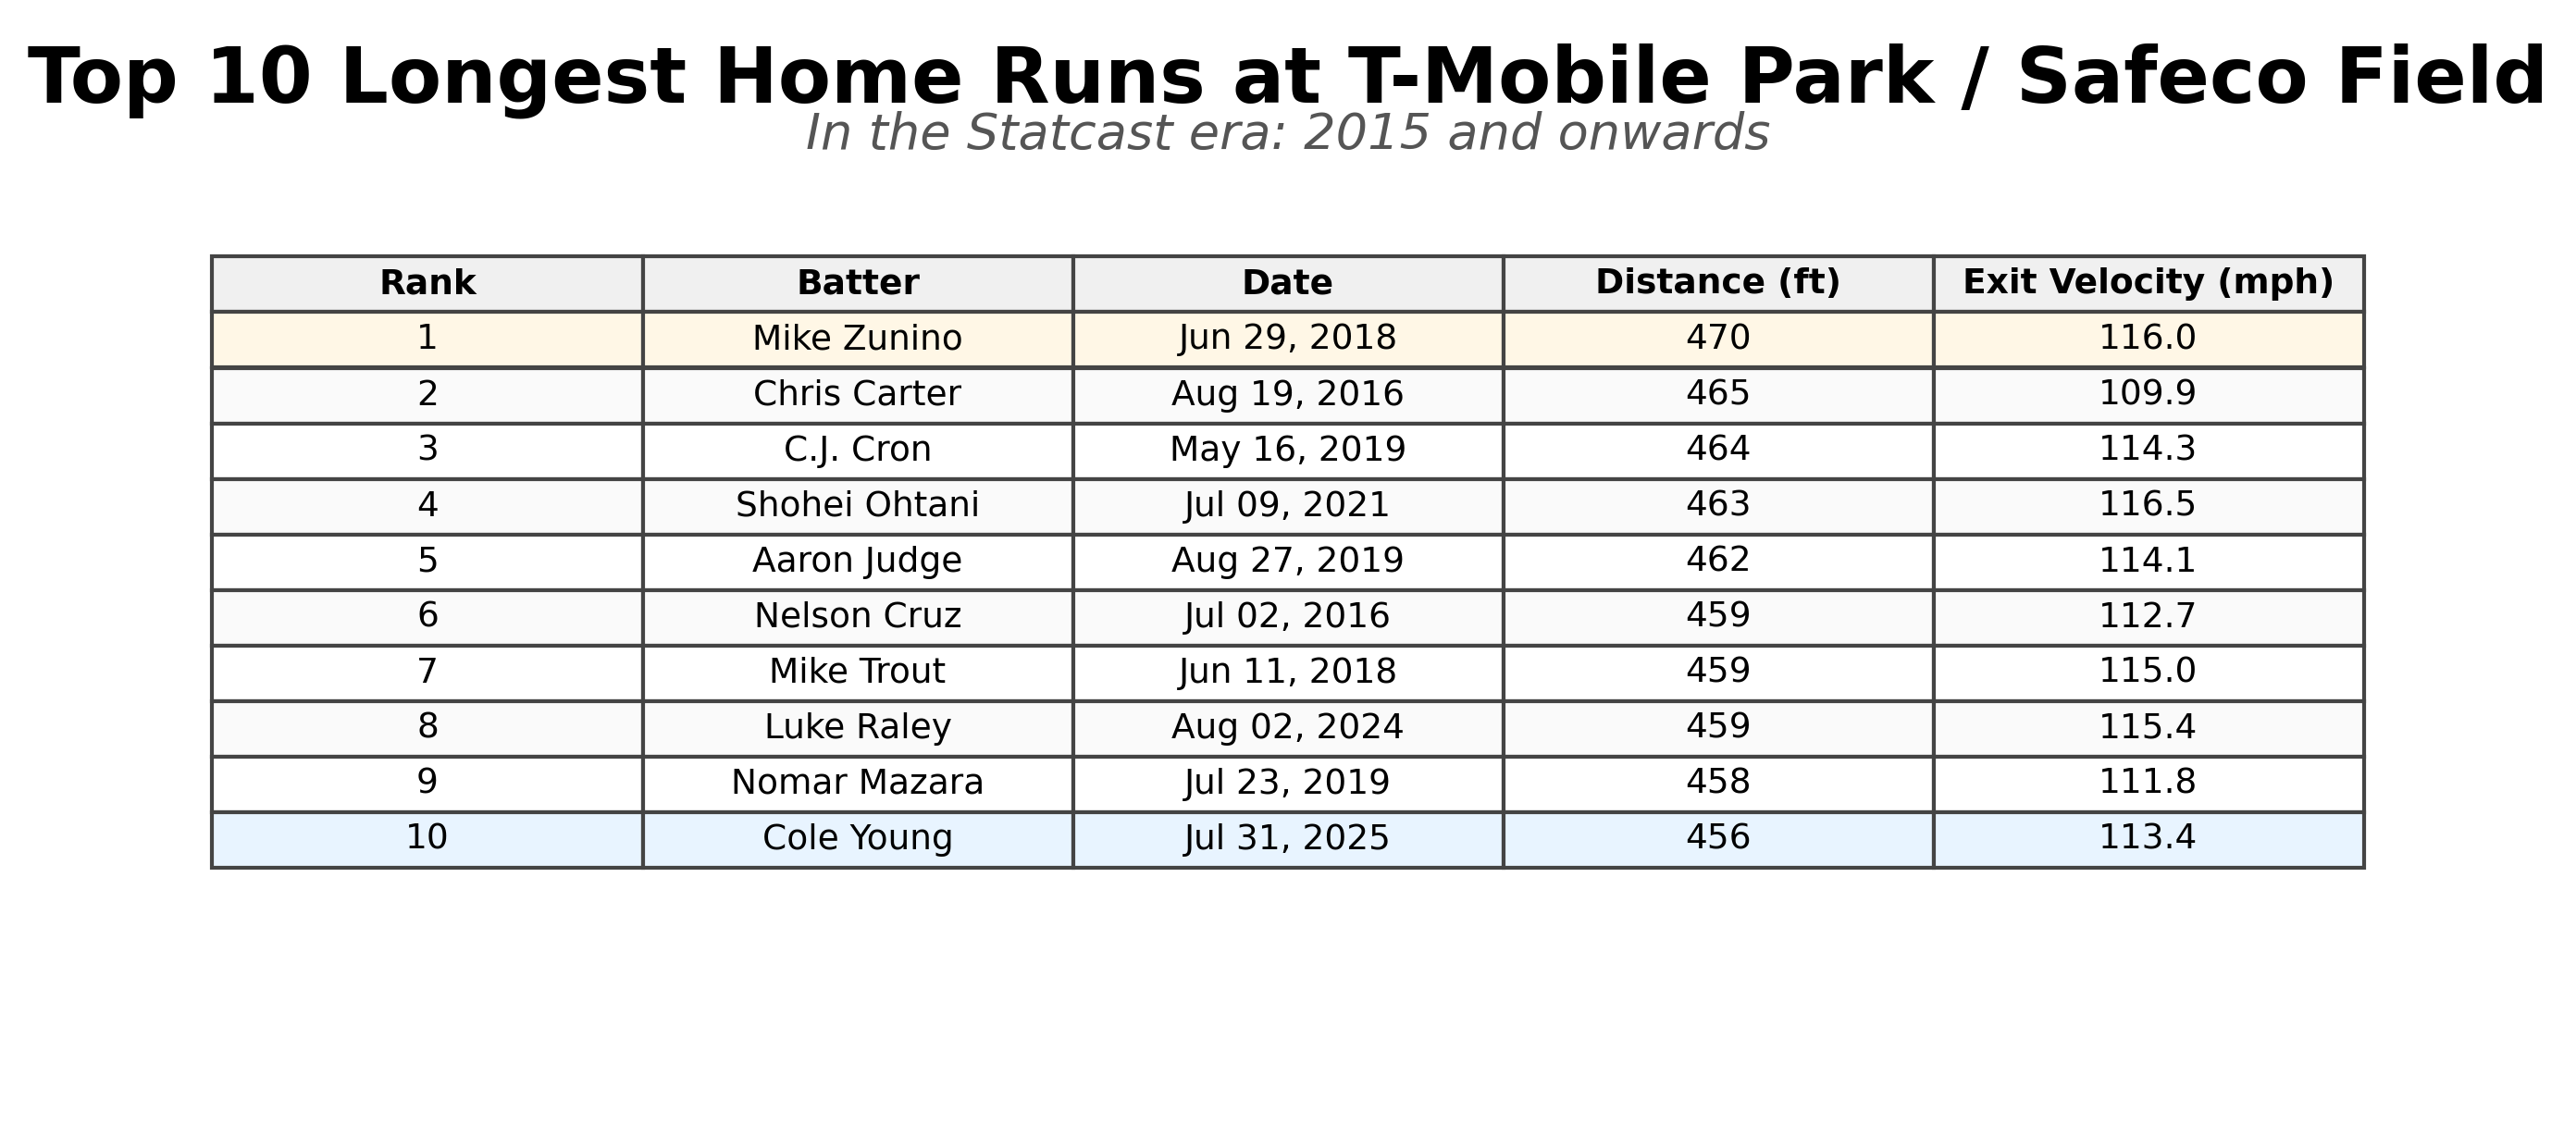 Top 10 Longest Home Runs at T-Mobile Park / Safeco Field
In the Statcast era: 2015 and onwards
Rank Batter Date Distance (ft) Exit Velocity (mph)
1 Mike Zunino Jun 29, 2018 470 116.0
2 Chris Carter Aug 19, 2016 465 109.9
3 C.J. Cron May 16, 2019 464 114.3
4 Shohei Ohtani Jul 09, 2021 463 116.5
5 Aaron Judge Aug 27, 2019 462 114.1
6 Nelson Cruz Jul 02, 2016 459 112.7
7 Mike Trout Jun 11, 2018 459 115.0
8 Luke Raley Aug 02, 2024 459 115.4
9 Nomar Mazara Jul 23, 2019 458 111.8
10 Cole Young Jul 31, 2025 456 113.4